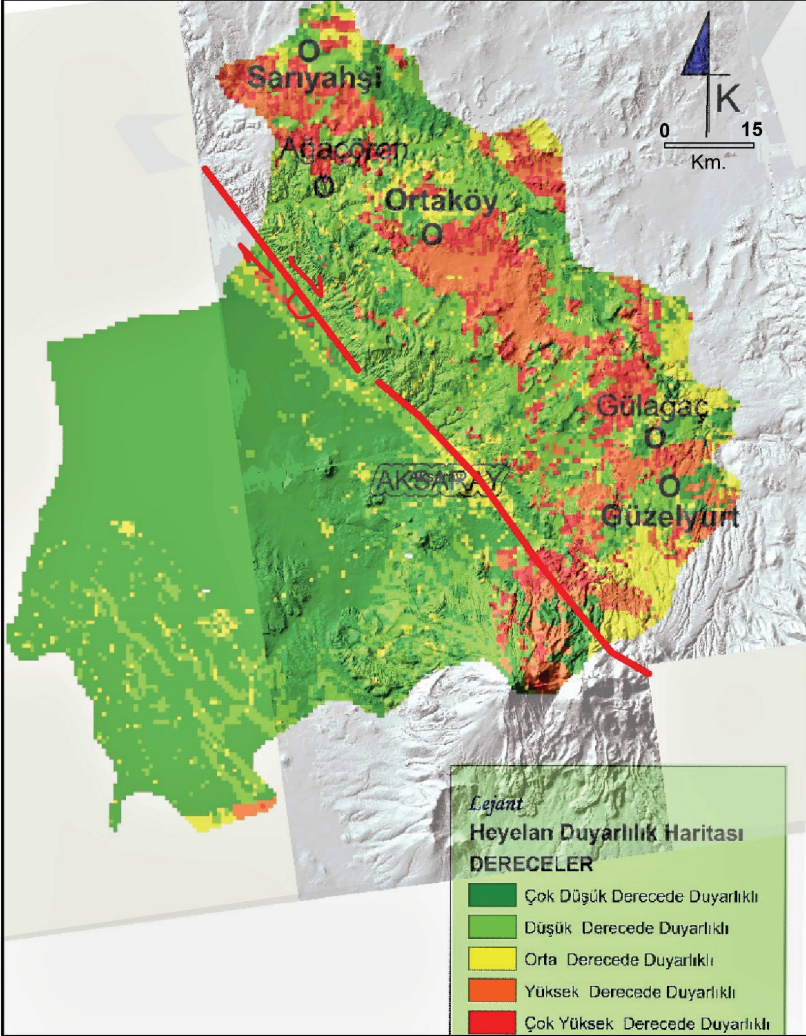 Sarıyahşi
K
0 15
Km.
Ağaçören
Ortaköy
Gülağaç
AKSARAY
Güzelyurt
Lejant
Heyelan Duyarlılık Haritası
DERECELER
Çok Düşük Derecede Duyarlıklı
Düşük Derecede Duyarlıklı
Orta Derecede Duyarlıklı
Yüksek Derecede Duyarlıklı
Çok Yüksek Derecede Duyarlıklı